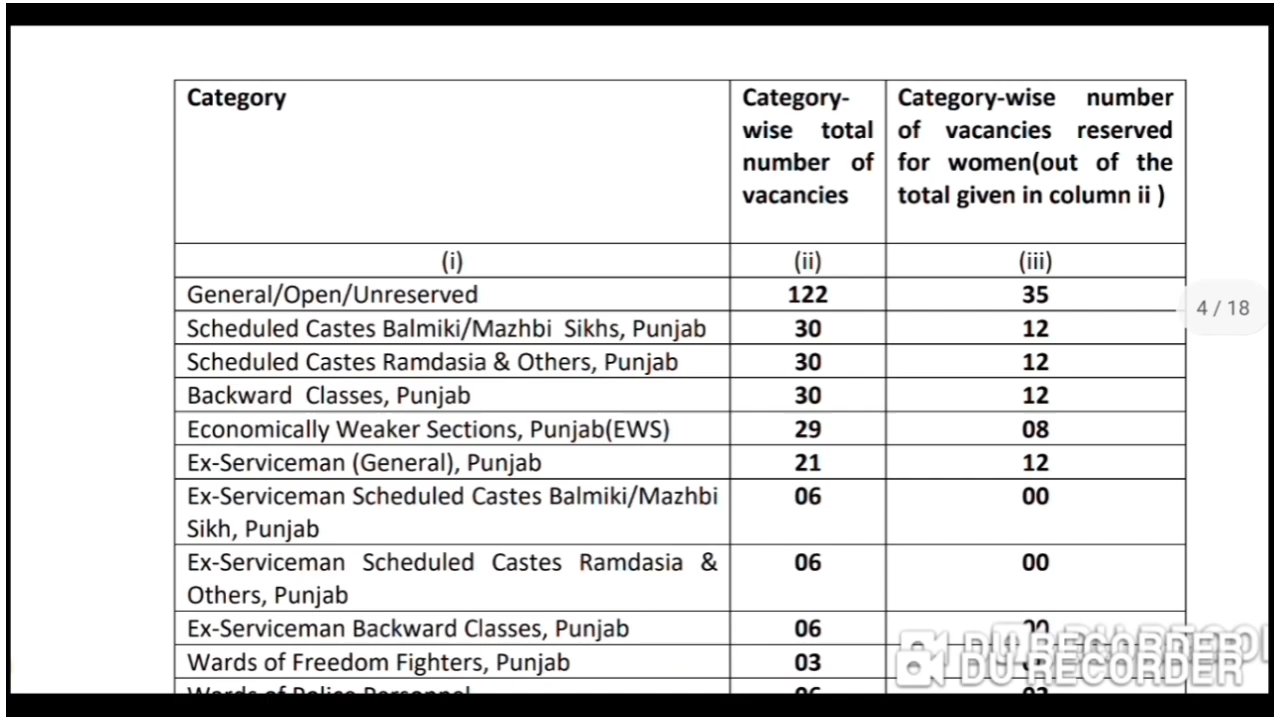 Category
Category-wise total number of vacancies
Category-wise number of vacancies reserved for women(out of the total given in column ii )
(i) (ii) (iii)
General/Open/Unreserved 122 35
4 / 18
Scheduled Castes Balmiki/Mazhbi Sikhs, Punjab 30 12
Scheduled Castes Ramdasia & Others, Punjab 30 12
Backward Classes, Punjab 30 12
Economically Weaker Sections, Punjab(EWS) 29 08
Ex-Serviceman (General), Punjab 21 12
Ex-Serviceman Scheduled Castes Balmiki/Mazhbi 06 00
Sikh, Punjab
Ex-Serviceman Scheduled Castes Ramdasia & 06 00
Others, Punjab
Ex-Serviceman Backward Classes, Punjab 06
Wards of Freedom Fighters, Punjab 03
DU RECORDER
Wards of Police Personnel